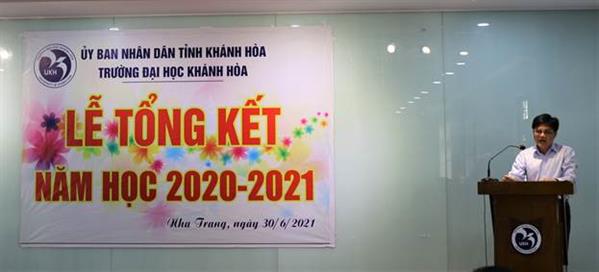 ỦY BAN NHÂN DÂN TỈNH KHÁNH HÒA
TRƯỜNG ĐẠI HỌC KHÁNH HÒA
UKH
LỄ TỔNG KẾT
NĂM HỌC 2020-2021
Nha Trang, ngày 30/6/2021
UKH